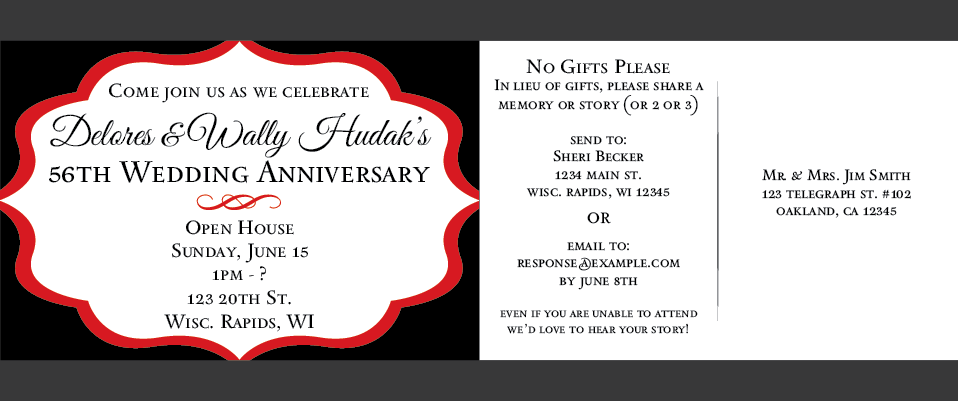 Come join us as we celebrate
Delores & Wally Hudak's
56th Wedding Anniversary
Open House
Sunday, June 15
1pm - ?
123 20th St.
Wisc. Rapids, WI
No Gifts Please
In lieu of gifts, please share a
memory or story (or 2 or 3)
send to:
Sheri Becker
1234 main st.
wisc. rapids, wi 12345
or
email to:
response@example.com
by june 8th
even if you are unable to attend
we'd love to hear your story!
Mr. & Mrs. Jim Smith
123 telegraph st. #102
oakland, ca 12345